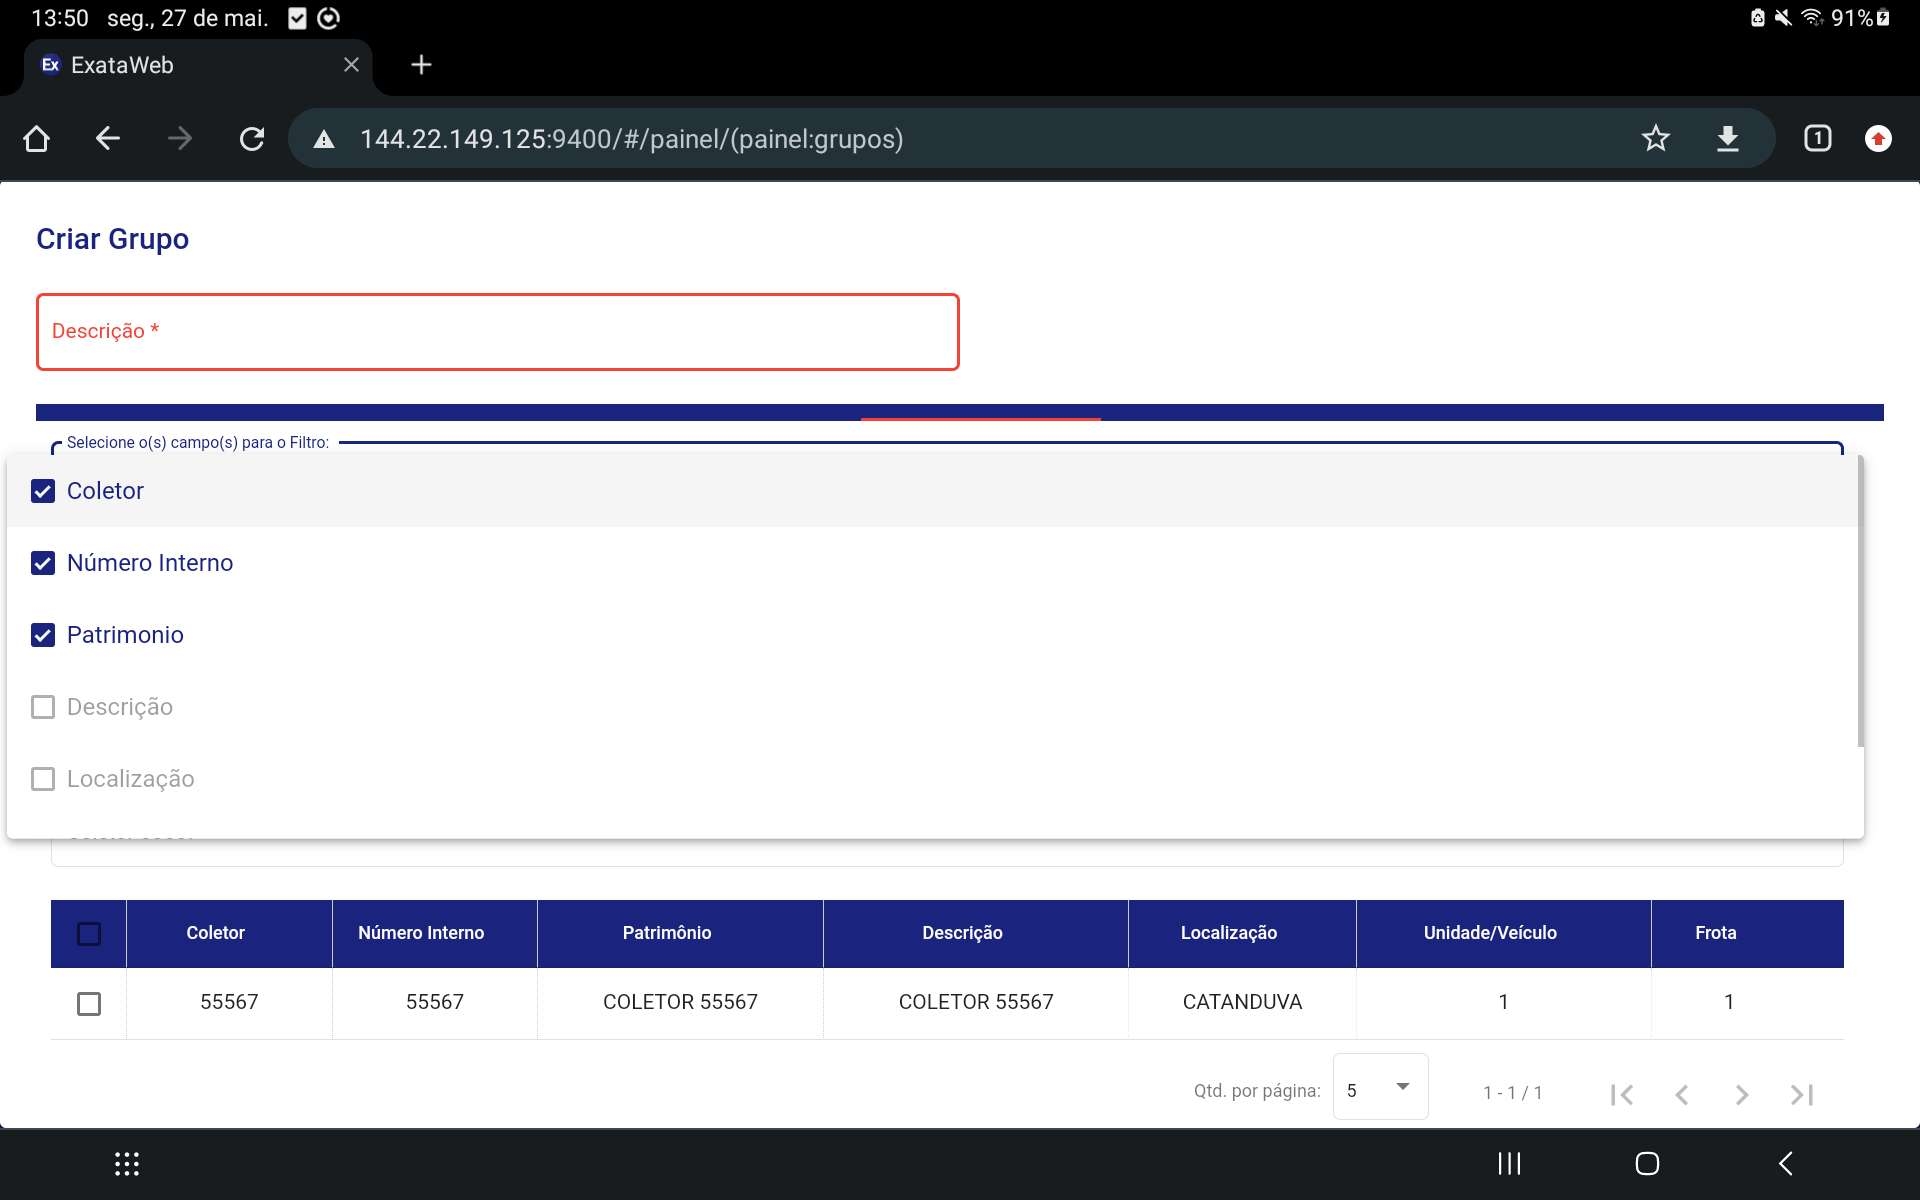 13:50 seg., 27 de mai.
91%
Ex ExataWeb
144.22.149.125:9400/#/painel/(painel:grupos)
1
Criar Grupo
Descrição *
Selecione o(s) campo(s) para o Filtro:
Coletor
Número Interno
Patrimonio
Descrição
Localização
Coletor Número Interno Patrimônio Descrição Localização Unidade/Veículo Frota
55567 55567 COLETOR 55567 COLETOR 55567 CATANDUVA 1 1
Qtd. por página: 5 1 - 1 / 1